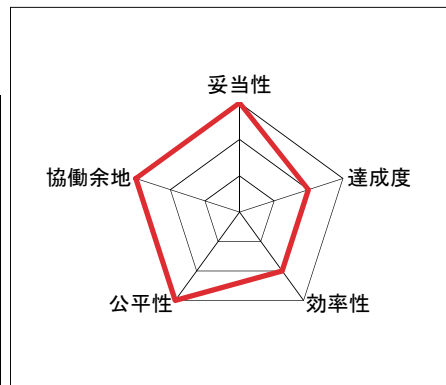 妥当性
協働余地
達成度
公平性
効率性